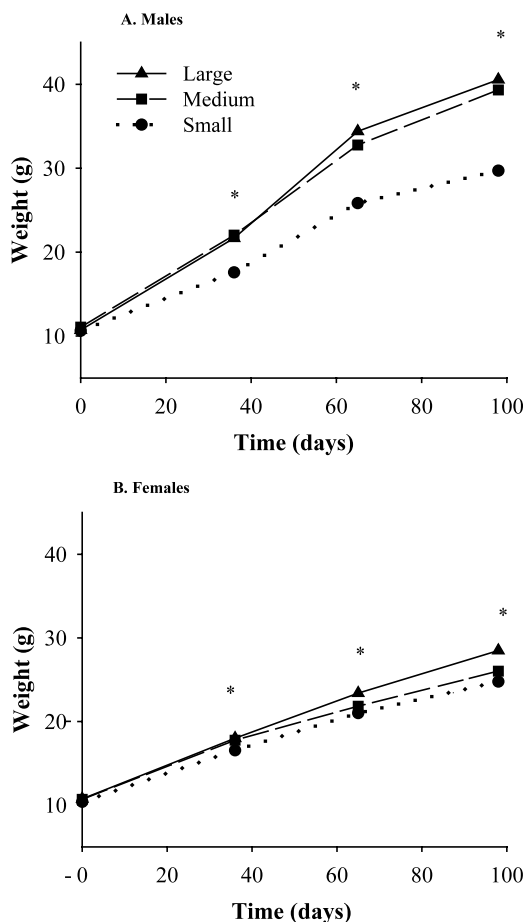 A. Males
*
40
*
Large
Medium
Small
30
*
20
10
0 20 40 60 80 100
Weight (g)
Time (days)
B. Females
40
*
30
*
*
20-
10
- 0 20 40 60 80 100
Weight (g)
Time (days)